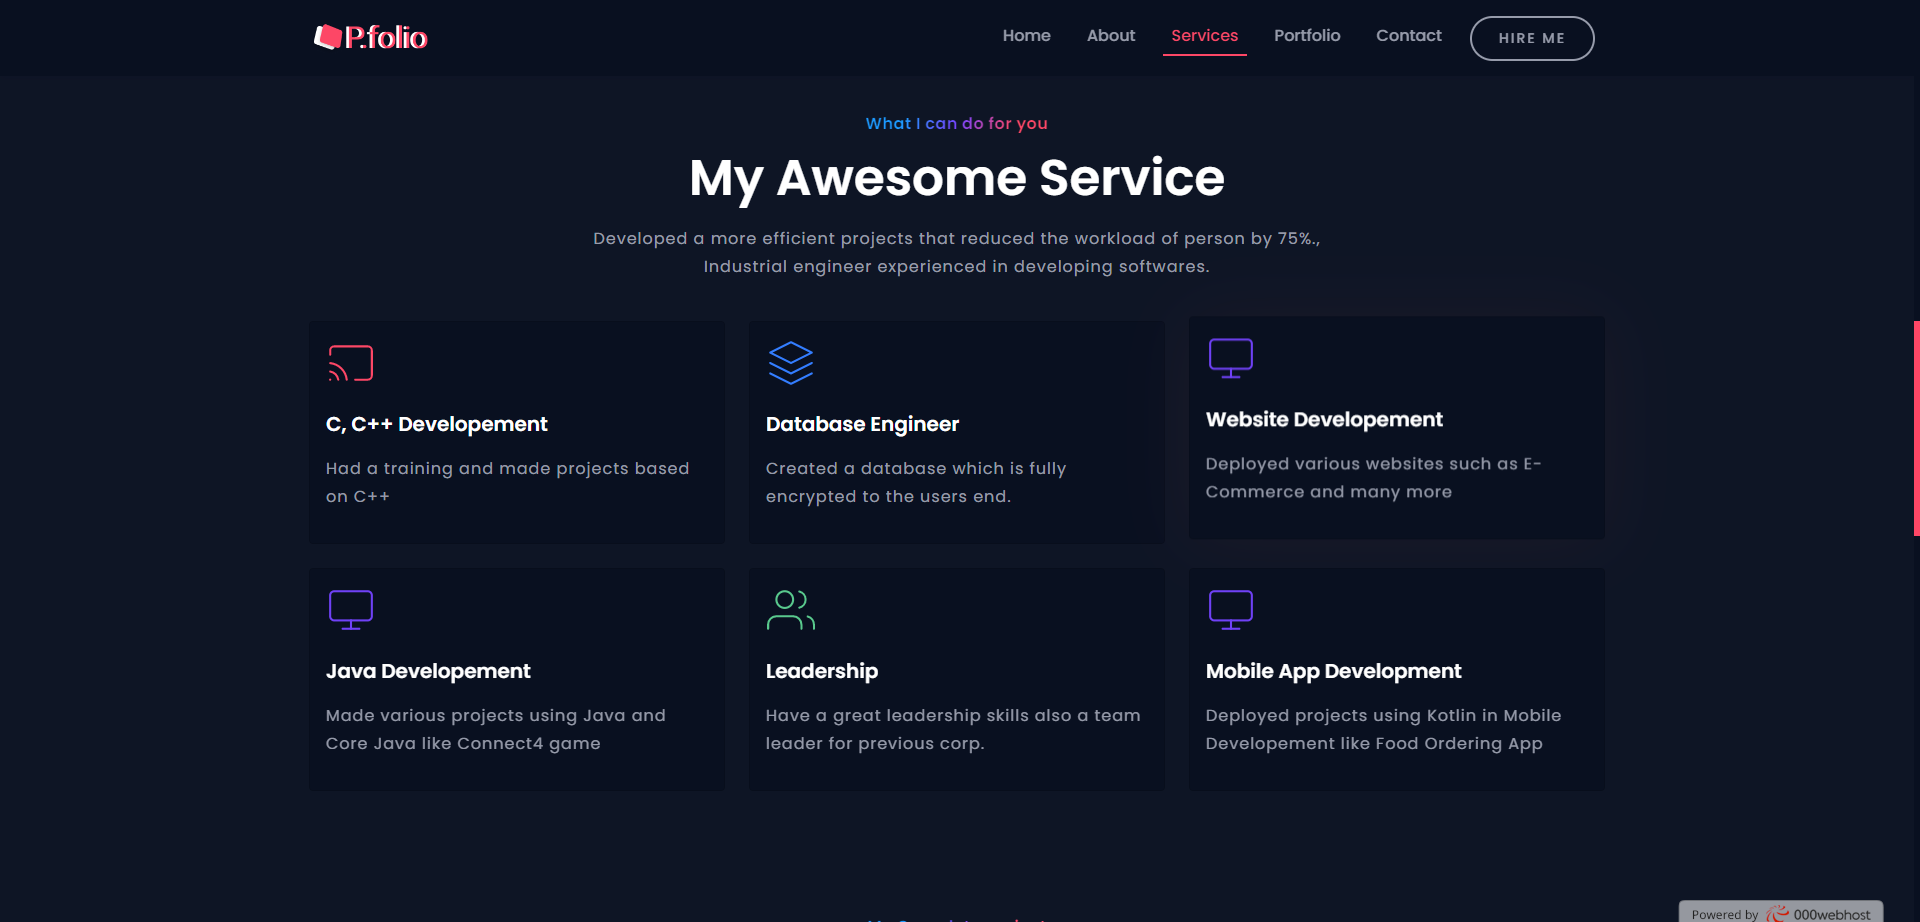 P.folio
Home
About
Services
Portfolio
Contact
HIRE ME
What I can do for you
My Awesome Service
Developed a more efficient projects that reduced the workload of person by 75%.,
Industrial engineer experienced in developing softwares.
C, C++ Developement
Had a training and made projects based
on C++
Database Engineer
Created a database which is fully
encrypted to the users end.
Website Developement
Deployed various websites such as E-
Commerce and many more
Java Developement
Made various projects using Java and
Core Java like Connect4 game
Leadership
Have a great leadership skills also a team
leader for previous corp.
Mobile App Development
Deployed projects using Kotlin in Mobile
Developement like Food Ordering App
Powered by 000webhost